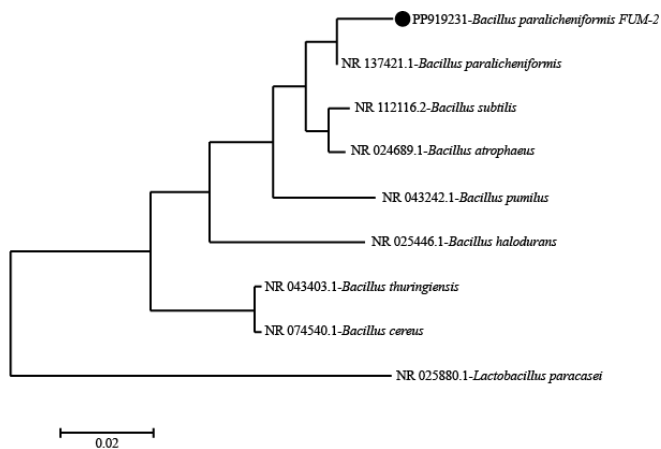 PP919231-Bacillus paralicheniformis FUM-2
NR 137421.1-Bacillus paralicheniformis
NR 112116.2-Bacillus subtilis
NR 024689.1-Bacillus atrophaeus
NR 043242.1-Bacillus pumilus
NR 025446.1-Bacillus halodurans
NR 043403.1-Bacillus thuringiensis
NR 074540.1-Bacillus cereus
NR 025880.1-Lactobacillus paracasei
0.02